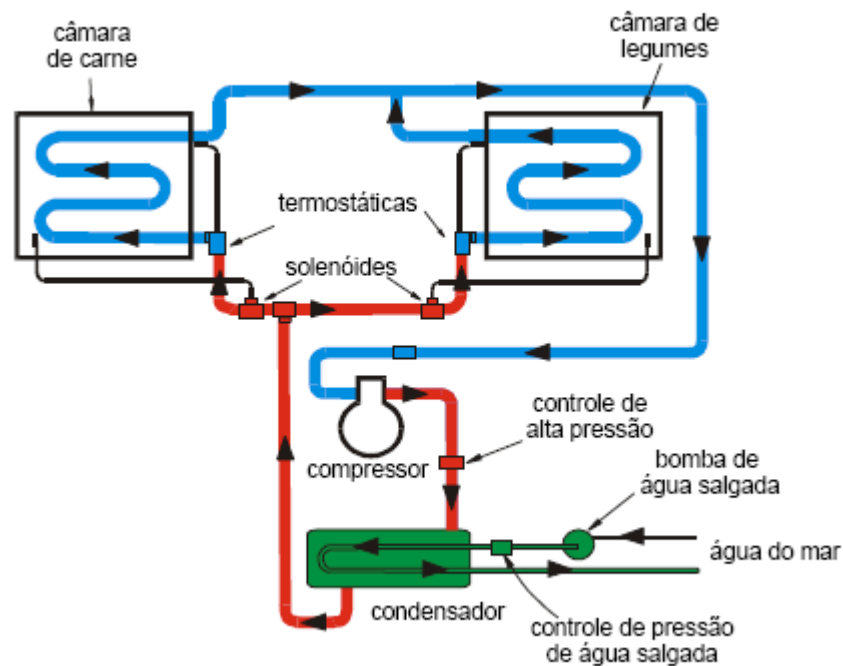 câmara
de carne
câmara de
legumes
termostáticas
solenóides
controle de
alta pressão
compressor
bomba de
água salgada
água do mar
condensador
controle de pressão
de água salgada